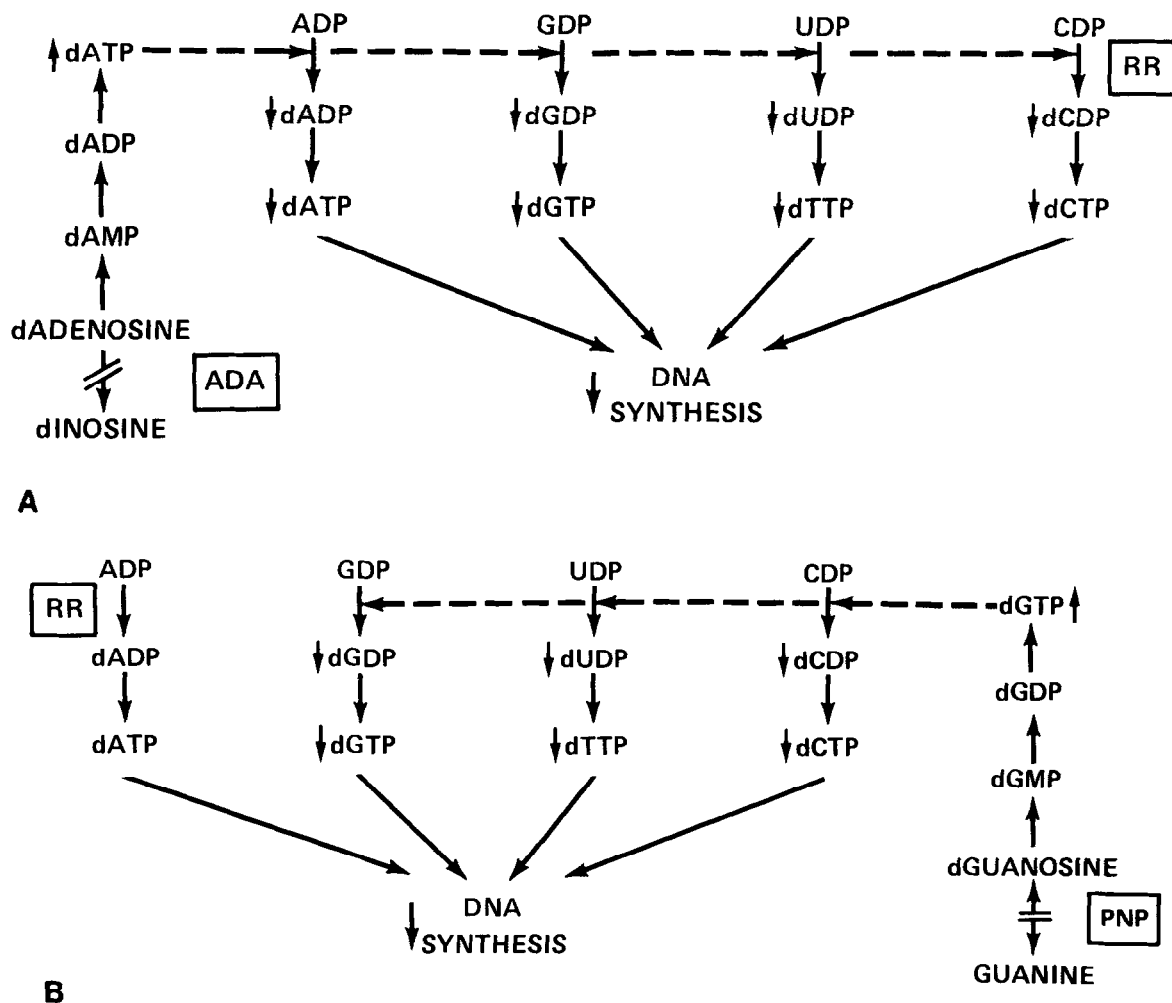 ADP GDP UDP CDP
dATP RR
dADP dGDP dUDP dCDP
dADP
dATP dGTP dTTP dCTP
dAMP
dADENOSINE
ADA
DNA
SYNTHESIS
dINOSINE
A
ADP GDP UDP CDP
RR dGTP
dADP dGDP dUDP dCDP
dGDP
dATP dGTP dTTP dCTP
dGMP
dGUANOSINE
DNA
PNP
SYNTHESIS
GUANINE
B